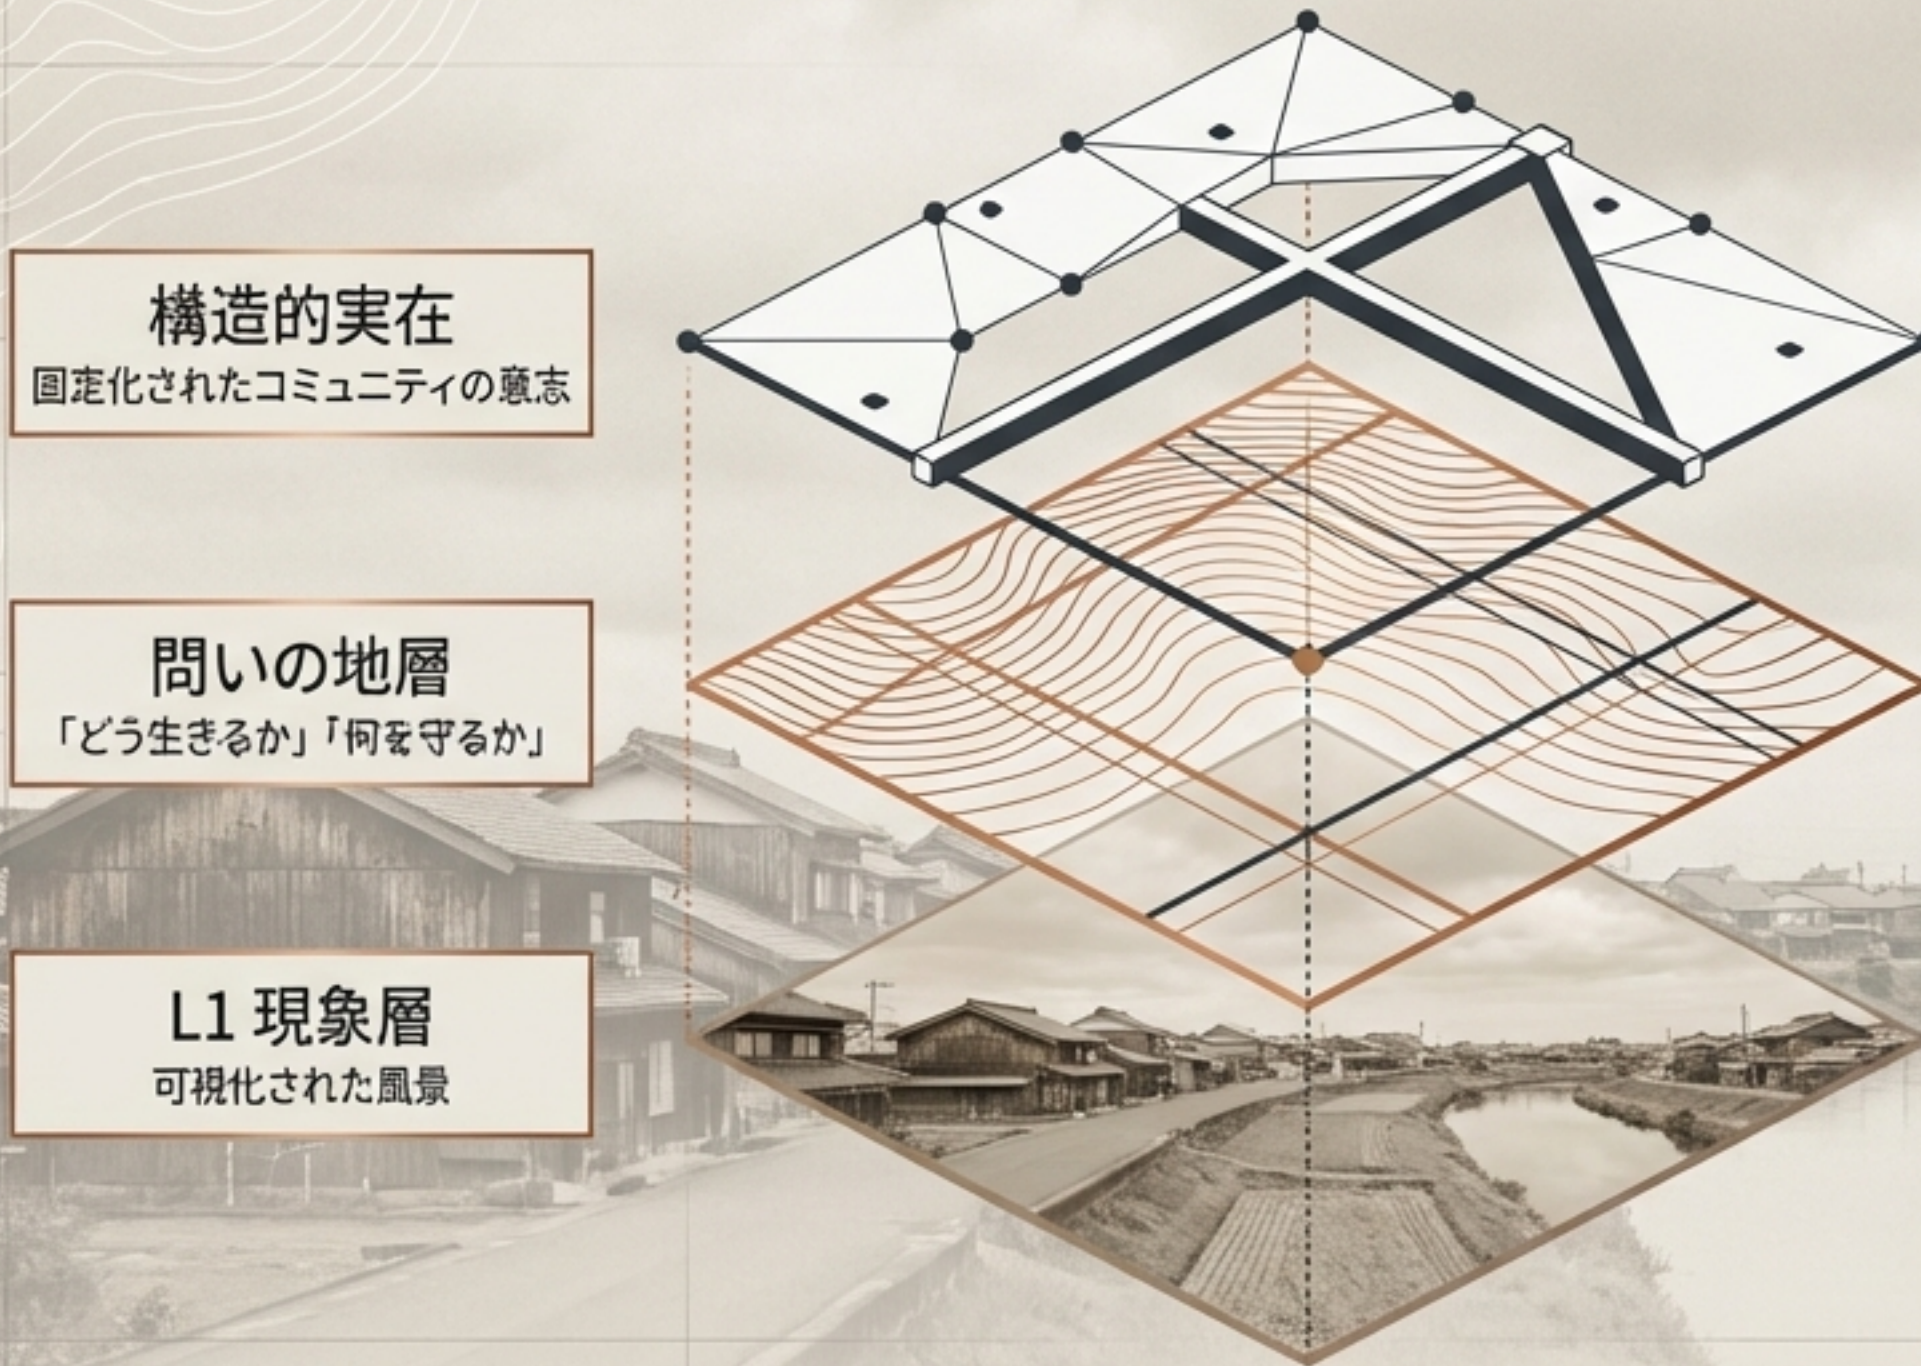 構造的実在
固定化されたコミュニティの意志
問いの地層
「どう生きるか」「何を守るか」
L1 現象層
可視化された風景